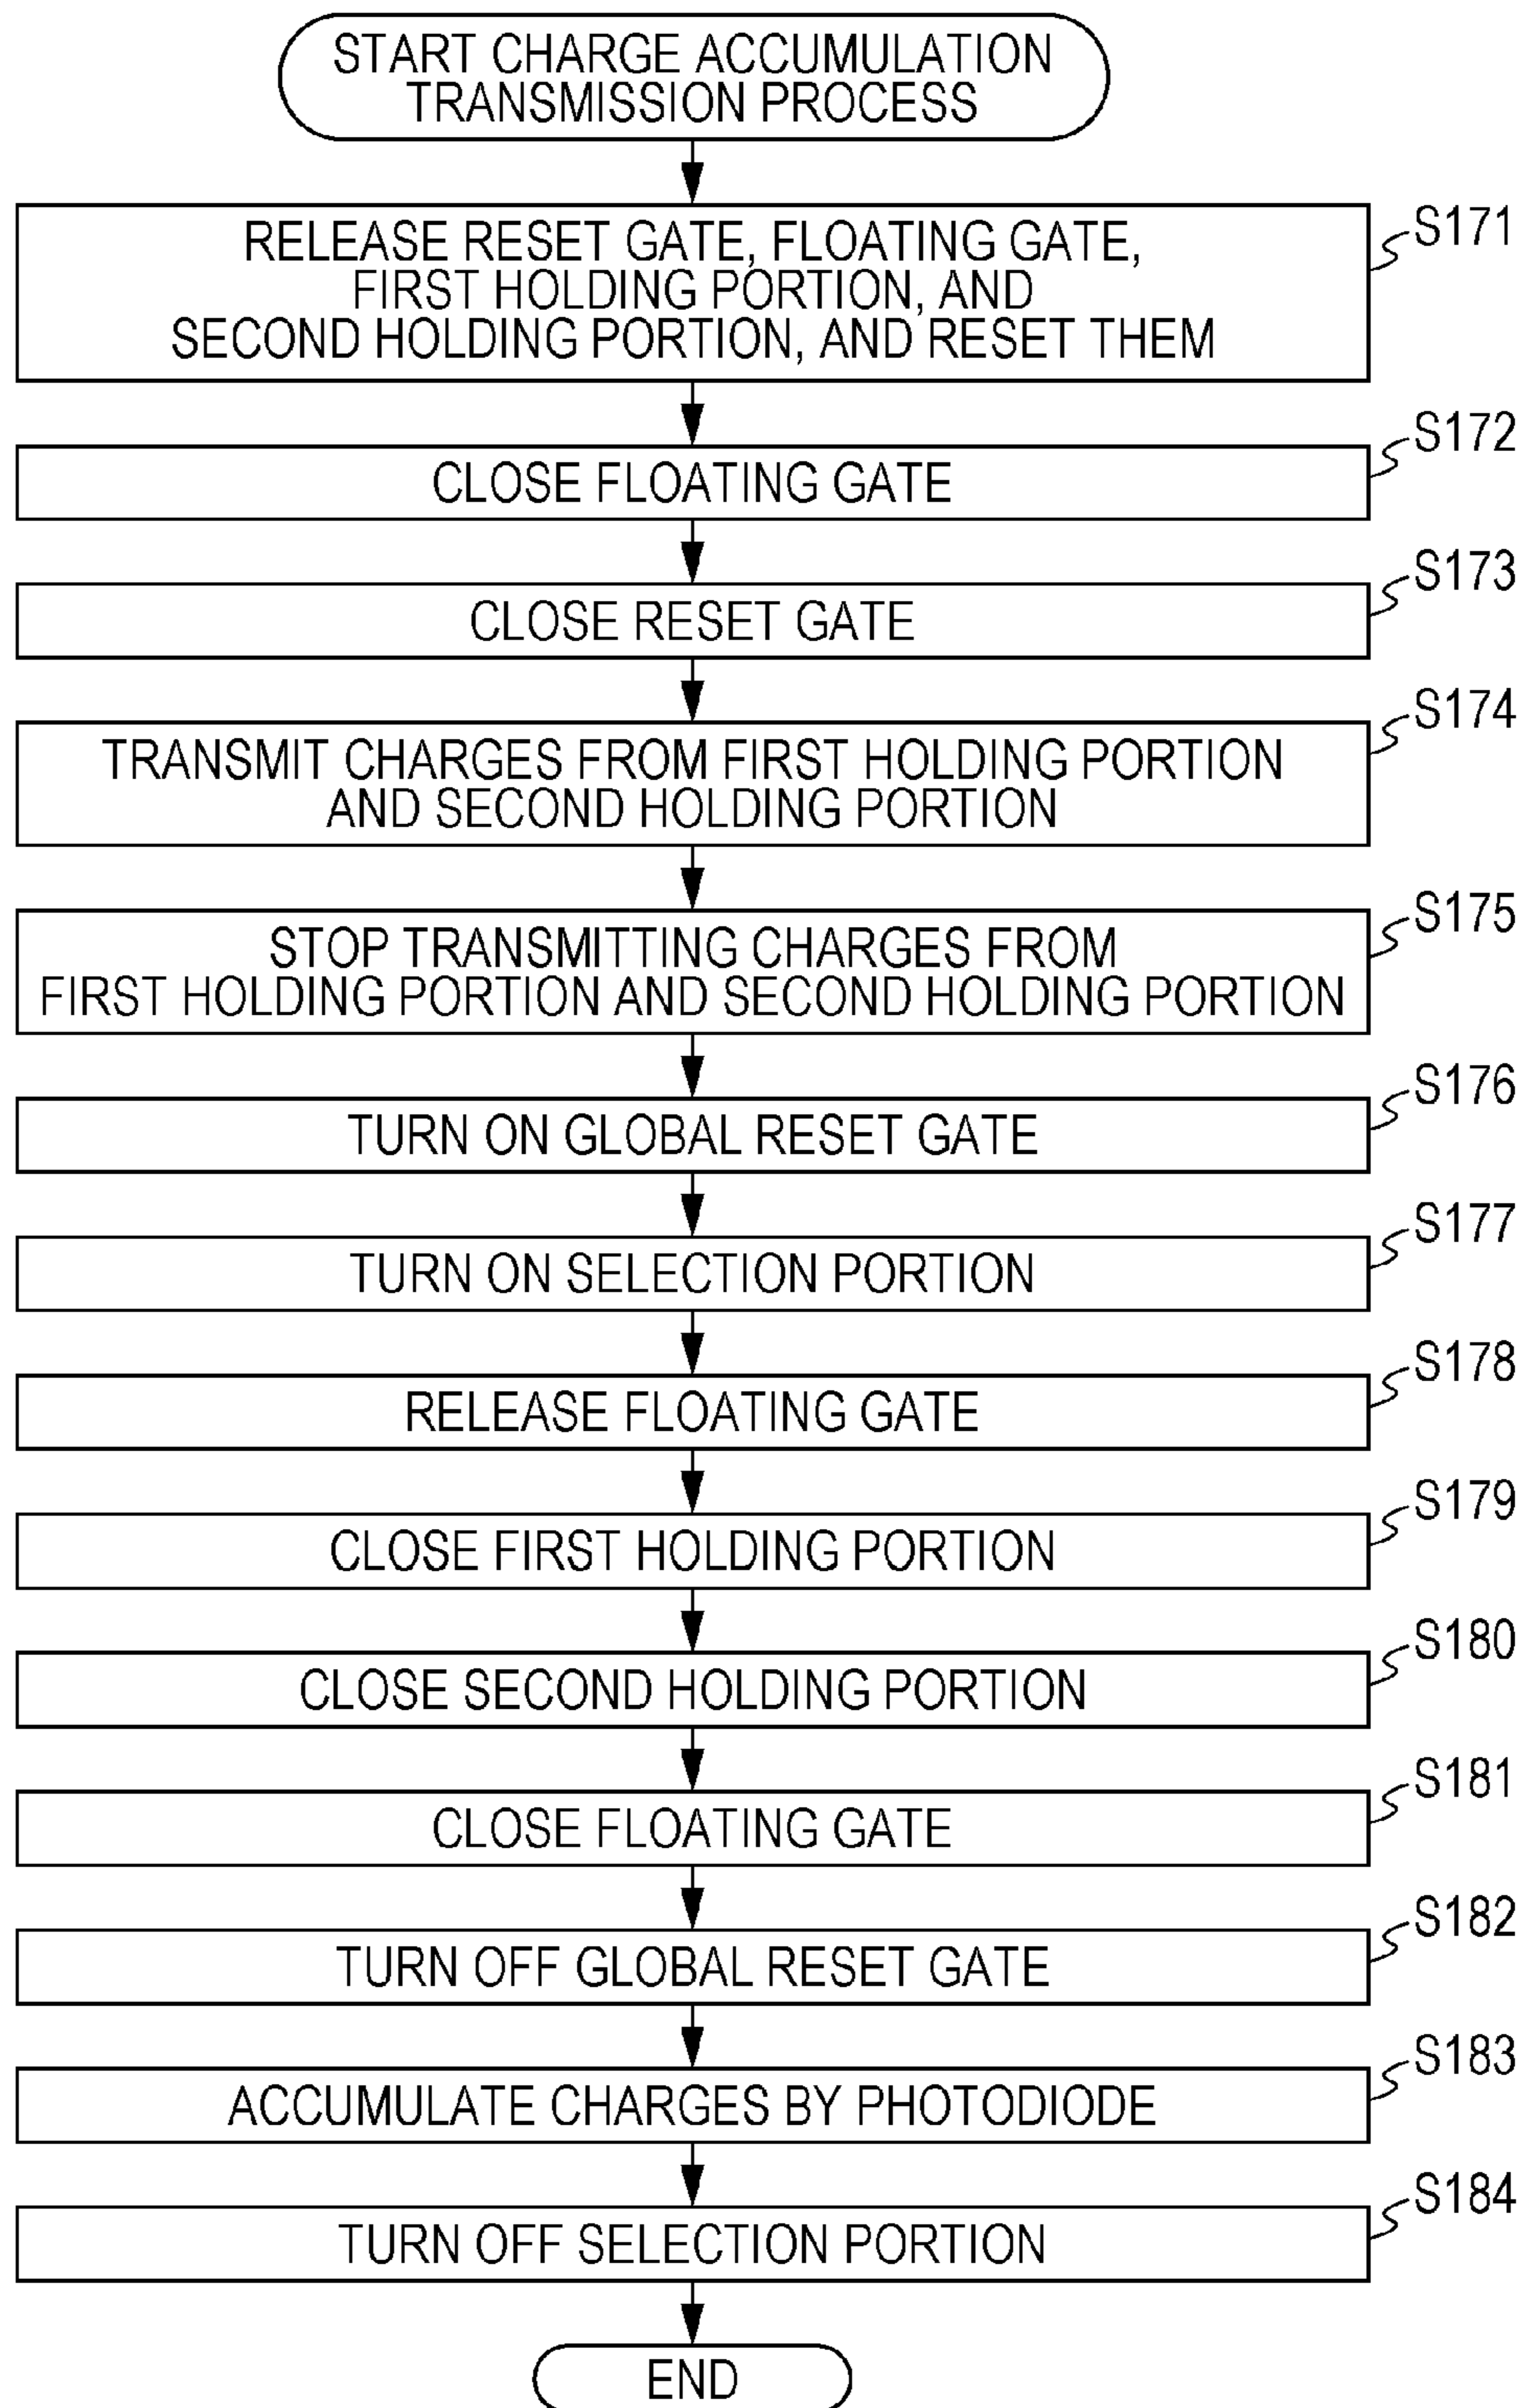 START CHARGE ACCUMULATION
TRANSMISSION PROCESS
RELEASE RESET GATE, FLOATING GATE,
FIRST HOLDING PORTION, AND
SECOND HOLDING PORTION, AND RESET THEM
S171
CLOSE FLOATING GATE
S172
CLOSE RESET GATE
S173
TRANSMIT CHARGES FROM FIRST HOLDING PORTION
AND SECOND HOLDING PORTION
S174
STOP TRANSMITTING CHARGES FROM
FIRST HOLDING PORTION AND SECOND HOLDING PORTION
S175
TURN ON GLOBAL RESET GATE
S176
TURN ON SELECTION PORTION
S177
RELEASE FLOATING GATE
S178
CLOSE FIRST HOLDING PORTION
S179
CLOSE SECOND HOLDING PORTION
S180
CLOSE FLOATING GATE
S181
TURN OFF GLOBAL RESET GATE
S182
ACCUMULATE CHARGES BY PHOTODIODE
S183
TURN OFF SELECTION PORTION
S184
END